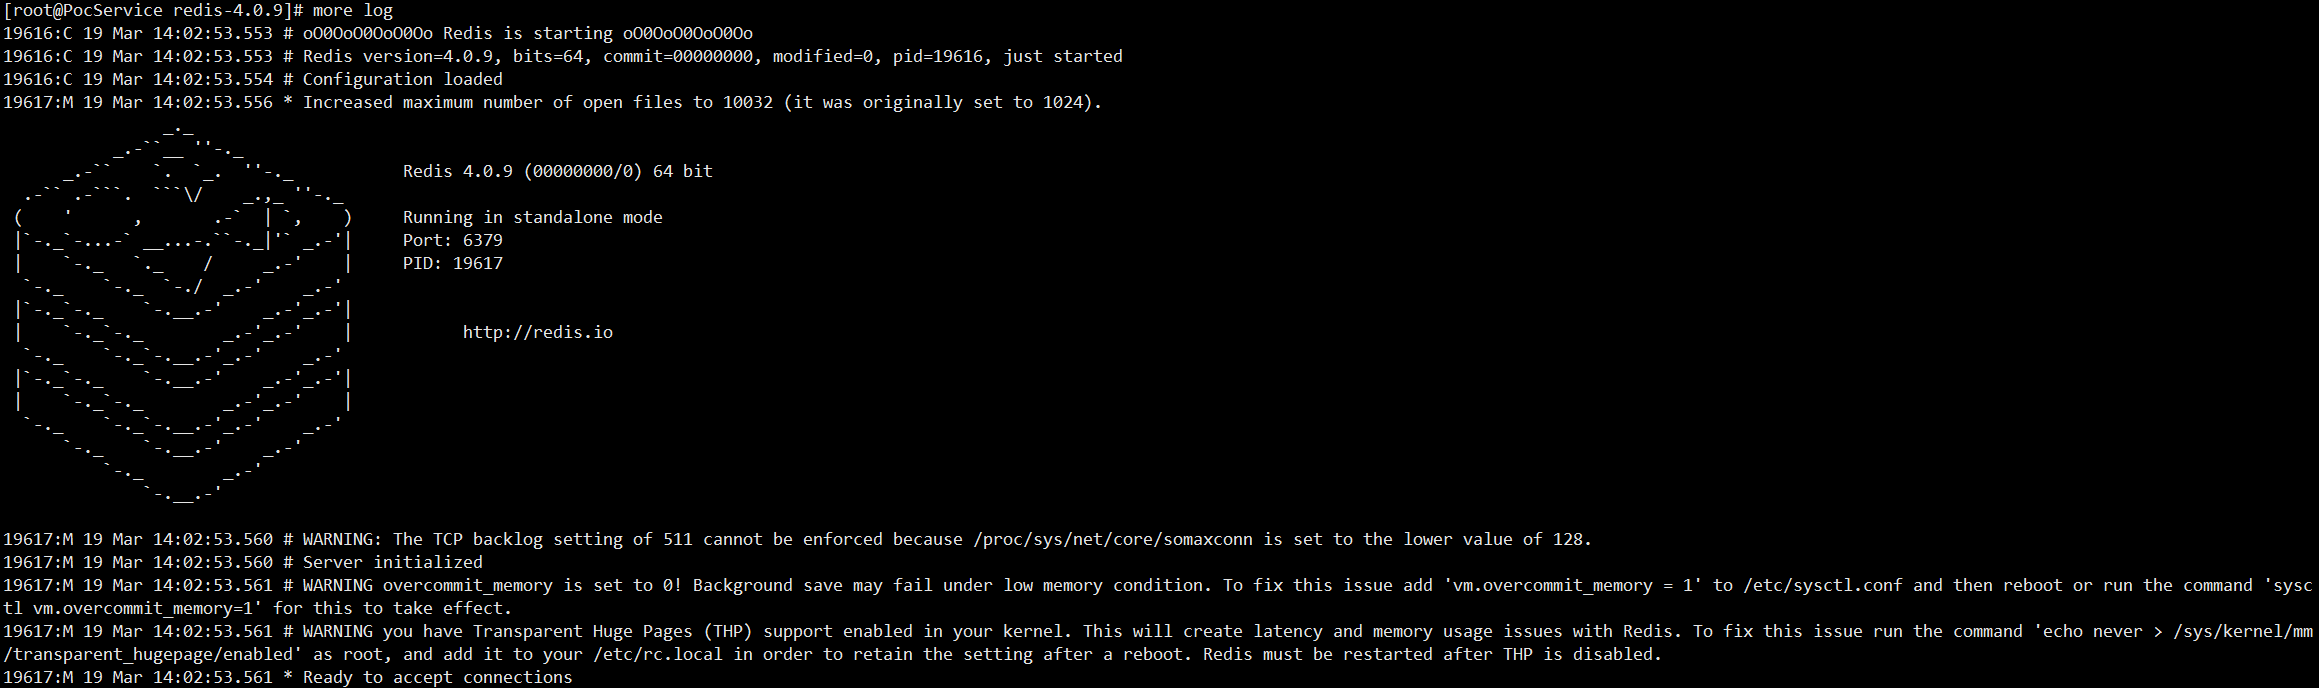 [root@PocService redis-4.0.9]# more log
19616:C 19 Mar 14:02:53.553 # oO0OoO0OoO0Oo Redis is starting oO0OoO0OoO0Oo
19616:C 19 Mar 14:02:53.553 # Redis version=4.0.9, bits=64, commit=00000000, modified=0, pid=19616, just started
19616:C 19 Mar 14:02:53.554 # Configuration loaded
19617:M 19 Mar 14:02:53.556 * Increased maximum number of open files to 10032 (it was originally set to 1024).
Redis 4.0.9 (00000000/0) 64 bit
Running in standalone mode
Port: 6379
PID: 19617
http://redis.io
19617:M 19 Mar 14:02:53.560 # WARNING: The TCP backlog setting of 511 cannot be enforced because /proc/sys/net/core/somaxconn is set to the lower value of 128.
19617:M 19 Mar 14:02:53.560 # Server initialized
19617:M 19 Mar 14:02:53.561 # WARNING overcommit_memory is set to 0! Background save may fail under low memory condition. To fix this issue add 'vm.overcommit_memory = 1' to /etc/sysctl.conf and then reboot or run the command 'sysc
tl vm.overcommit_memory=1' for this to take effect.
19617:M 19 Mar 14:02:53.561 # WARNING you have Transparent Huge Pages (THP) support enabled in your kernel. This will create latency and memory usage issues with Redis. To fix this issue run the command 'echo never > /sys/kernel/mm
/transparent_hugepage/enabled' as root, and add it to your /etc/rc.local in order to retain the setting after a reboot. Redis must be restarted after THP is disabled.
19617:M 19 Mar 14:02:53.561 * Ready to accept connections